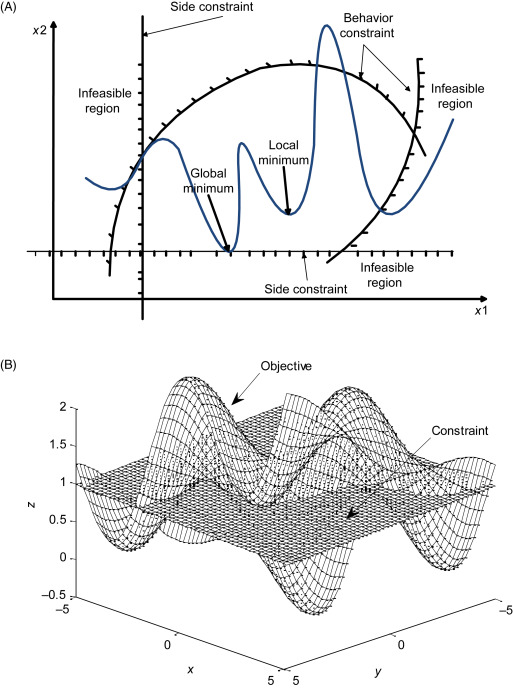 (A)
Side constraint
Behavior
constraint
x2
Infeasible
region
Infeasible
region
Local
minimum
Global
minimum
Infeasible
region
Side constraint
x1
(B)
Objective
Constraint
2
1.5
1
0.5
0
–0.5
z
–5
0
5
x
5
0
–5
y